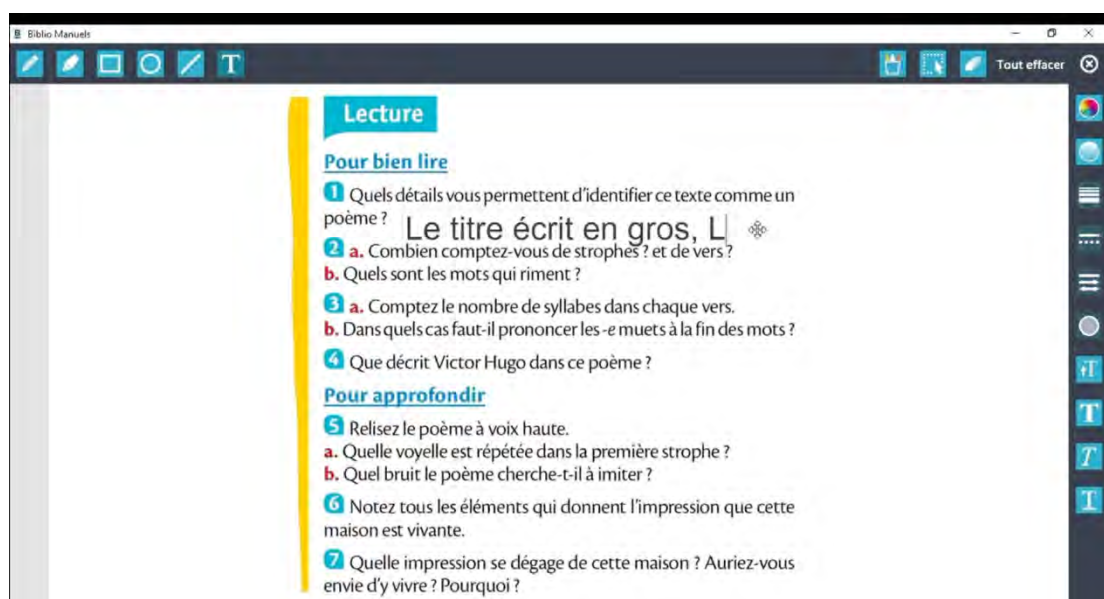 Biblio Manuels
T
Tout effacer
Lecture
Pour bien lire
1 Quels détails vous permettent d'identifier ce texte comme un
poème ?
Le titre écrit en gros, L
2 a. Combien comptez-vous de strophes ? et de vers ?
b. Quels sont les mots qui riment ?
3 a. Comptez le nombre de syllabes dans chaque vers.
b. Dans quels cas faut-il prononcer les -e muets à la fin des mots ?
4 Que décrit Victor Hugo dans ce poème ?
Pour approfondir
5 Relisez le poème à voix haute.
a. Quelle voyelle est répétée dans la première strophe ?
b. Quel bruit le poème cherche-t-il à imiter ?
6 Notez tous les éléments qui donnent l'impression que cette
maison est vivante.
7 Quelle impression se dégage de cette maison ? Auriez-vous
envie d'y vivre ? Pourquoi ?
T
T
T
T